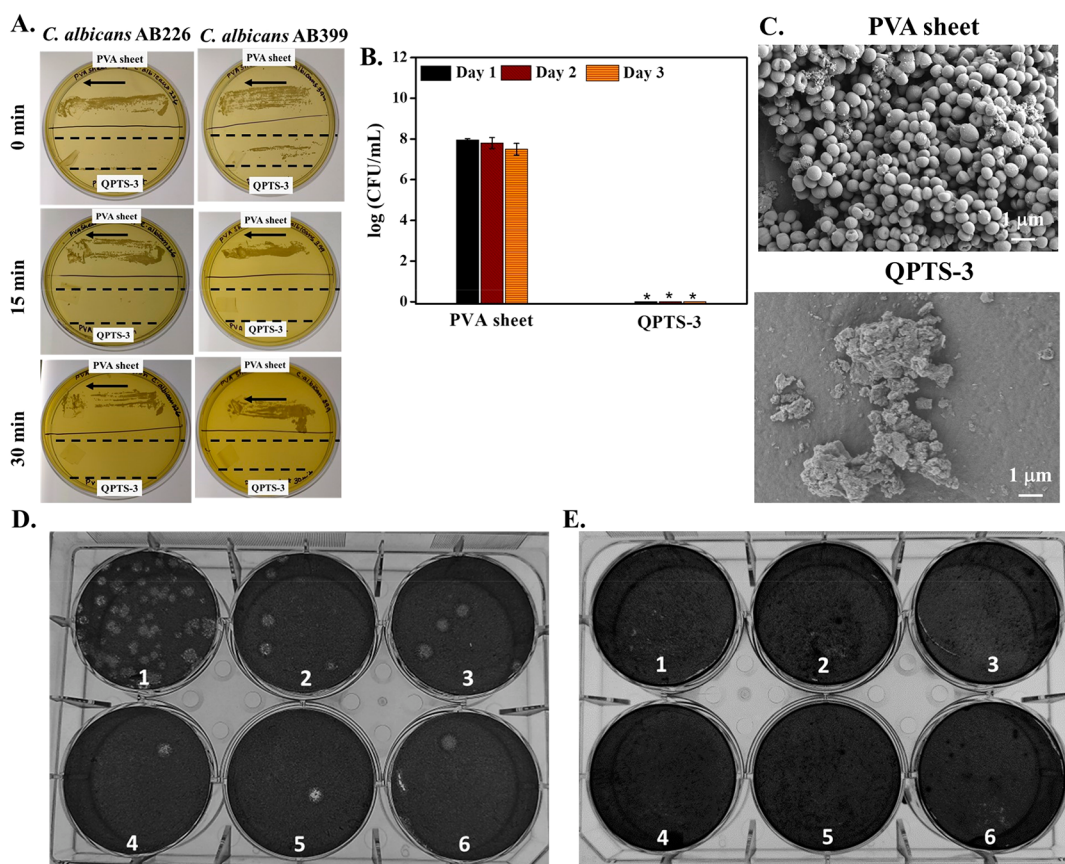 A.
C. albicans AB226
C. albicans AB399
0 min
PVA sheet
QPTS-3
PVA sheet
QPTS-3
15 min
PVA sheet
QPTS-3
PVA sheet
QPTS-3
30 min
PVA sheet
QPTS-3
PVA sheet
QPTS-3
B.
Day 1
Day 2
Day 3
log (CFU/mL)
12
10
8
6
4
2
0
* * *
PVA sheet
QPTS-3
C.
PVA sheet
1 μm
QPTS-3
1 μm
D.
1
2
3
4
5
6
E.
1
2
3
4
5
6